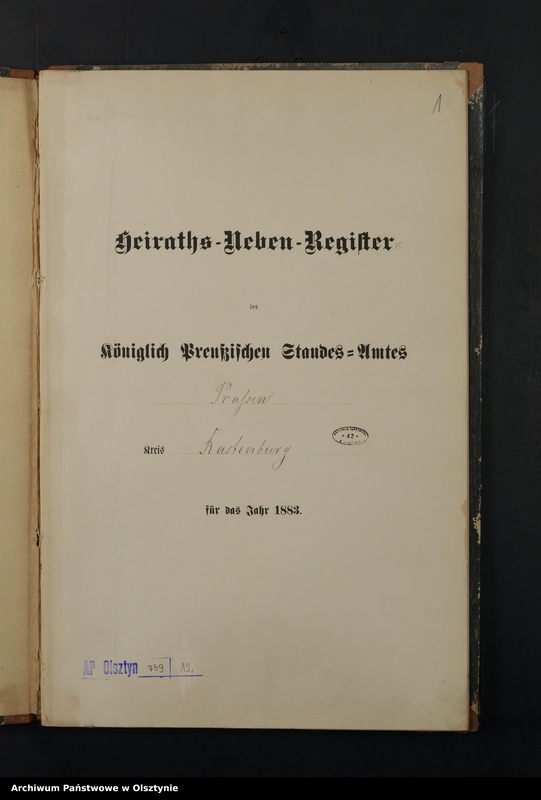 1
Heiraths-Neben-Register
des
Königlich Preußischen Standes-Amtes
Prassen
Kreis Rastenburg
42
für das Jahr 1883.
AP Olsztyn 739 12
Archiwum Państwowe w Olsztynie